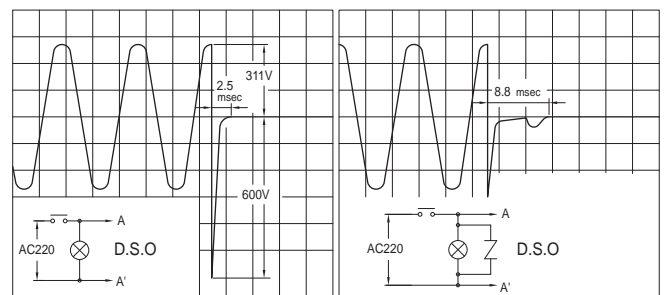 2.5
msec
311V
600V
A
AC220
D.S.O
A'
8.8 msec
A
AC220
D.S.O
A'